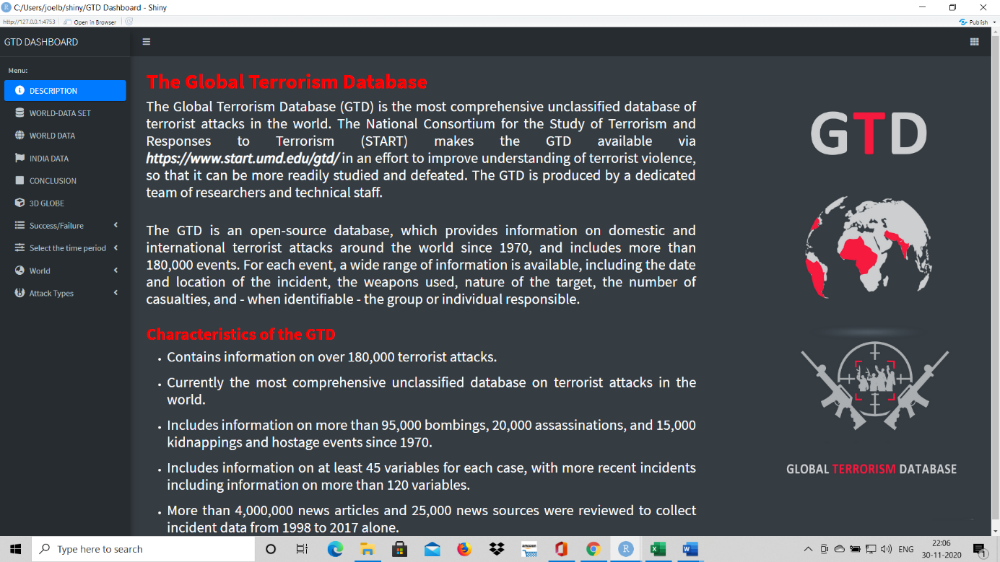 C:/Users/joelb/shiny/GTD Dashboard - Shiny
http://127.0.0.1:4753 Open in Browser Publish
GTD DASHBOARD
Menu:
DESCRIPTION
WORLD-DATA SET
WORLD DATA
INDIA DATA
CONCLUSION
3D GLOBE
Success/Failure
Select the time period
World
Attack Types
The Global Terrorism Database
The Global Terrorism Database (GTD) is the most comprehensive unclassified database of
terrorist attacks in the world. The National Consortium for the Study of Terrorism and
Responses to Terrorism (START) makes the GTD available via
https://www.start.umd.edu/gtd/ in an effort to improve understanding of terrorist violence,
so that it can be more readily studied and defeated. The GTD is produced by a dedicated
team of researchers and technical staff.
The GTD is an open-source database, which provides information on domestic and
international terrorist attacks around the world since 1970, and includes more than
180,000 events. For each event, a wide range of information is available, including the date
and location of the incident, the weapons used, nature of the target, the number of
casualties, and - when identifiable - the group or individual responsible.
Characteristics of the GTD
• Contains information on over 180,000 terrorist attacks.
• Currently the most comprehensive unclassified database on terrorist attacks in the
world.
• Includes information on more than 95,000 bombings, 20,000 assassinations, and 15,000
kidnappings and hostage events since 1970.
• Includes information on at least 45 variables for each case, with more recent incidents
including information on more than 120 variables.
• More than 4,000,000 news articles and 25,000 news sources were reviewed to collect
incident data from 1998 to 2017 alone.
GTD
GLOBAL TERRORISM DATABASE
Type here to search
amazon
ENG
22:06
30-11-2020
1